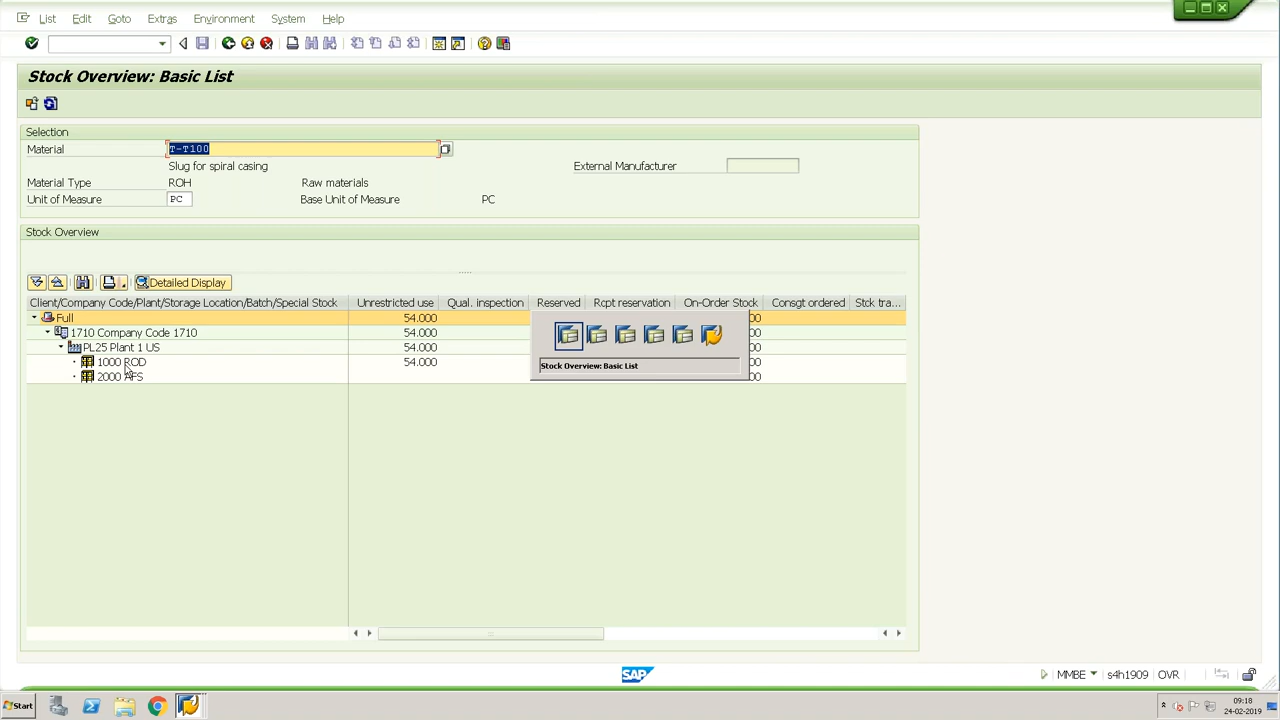 List Edit Goto Extras Environment System Help
Stock Overview: Basic List
Selection
Material T-T100
Slug for spiral casing External Manufacturer
Material Type ROH Raw materials
Unit of Measure PC Base Unit of Measure PC
Stock Overview
Detailed Display
Client/Company Code/Plant/Storage Location/Batch/Special Stock Unrestricted use Qual. inspection Reserved Rcpt reservation On-Order Stock Consgt ordered Stck tra...
Full 54.000
1710 Company Code 1710 54.000
PL25 Plant 1 US 54.000
1000 ROD 54.000 00
2000 AFS 00
Stock Overview: Basic List
SAP MMBE s4h1909 OVR
Start 09:18
24-02-2019